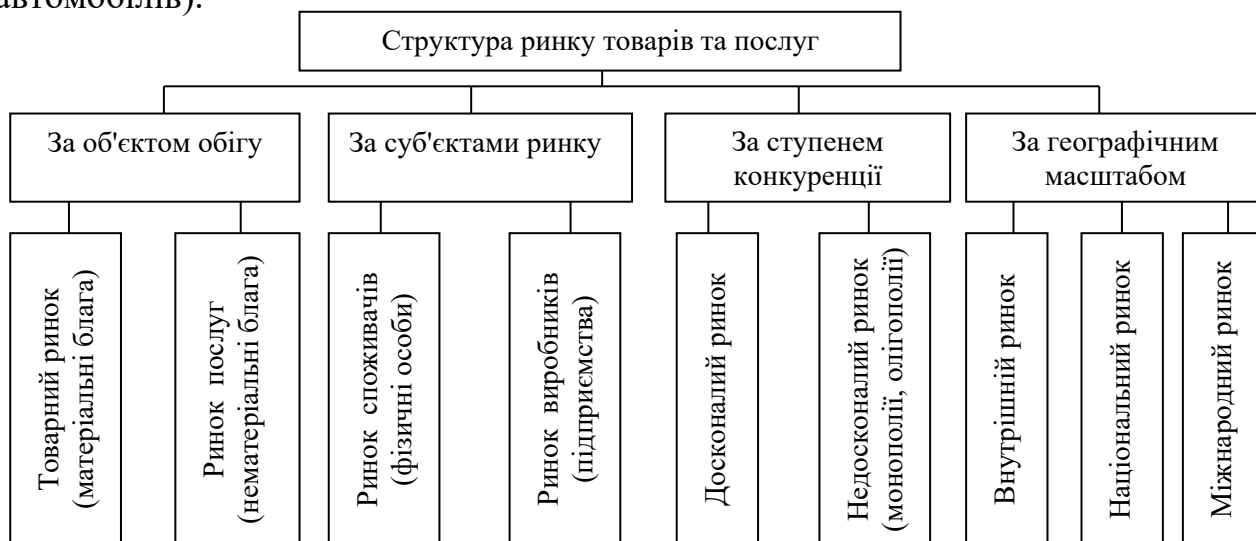 автомобілів).
Структура ринку товарів та послуг
За об'єктом обігу
За суб'єктами ринку
За ступенем
конкуренції
За географічним
масштабом
Товарний ринок
(матеріальні блага)
Ринок послуг
(нематеріальні блага)
Ринок споживачів
(фізичні особи)
Ринок виробників
(підприємства)
Досконалий ринок
Недосконалий ринок
(монополії, олігополії)
Внутрішній ринок
Національний ринок
Міжнародний ринок